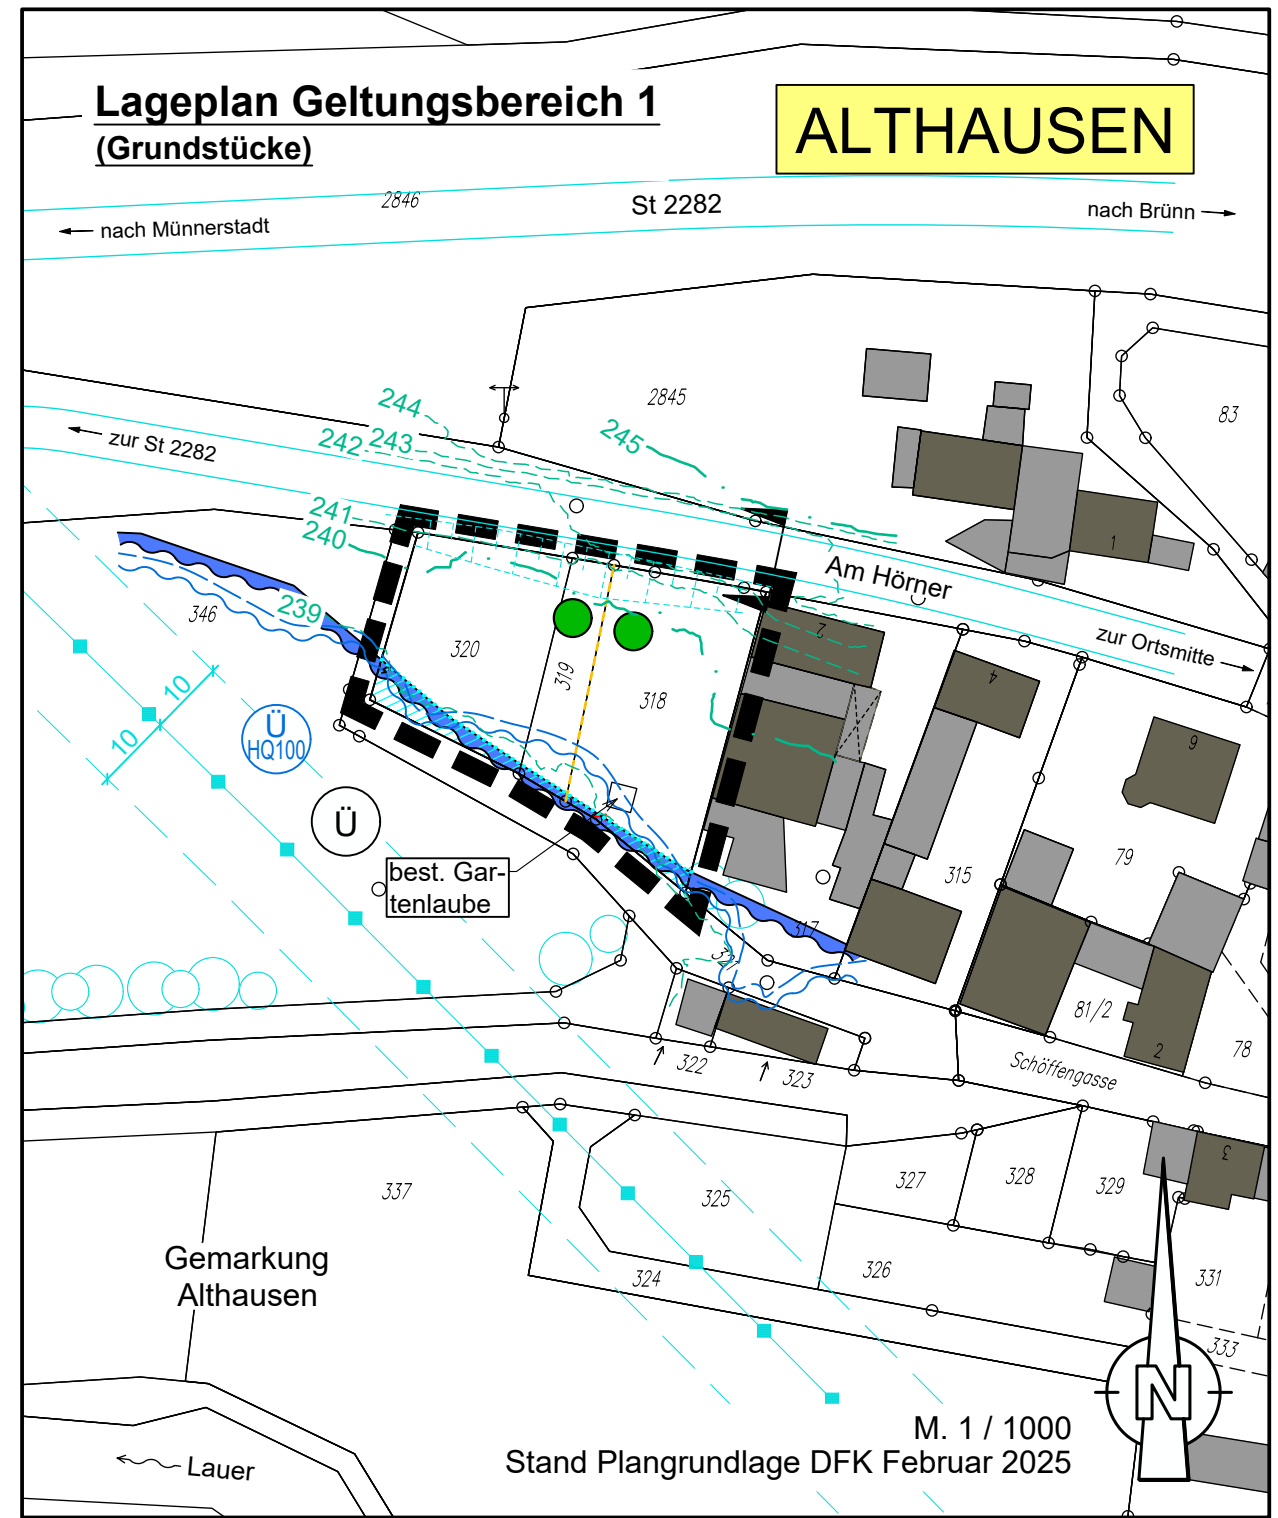 Lageplan Geltungsbereich 1
(Grundstücke)
ALTHAUSEN
2846
St 2282
nach Münnerstadt
nach Brünn
2845
83
244
243
242
245
zur St 2282
241
240
239
1
Am Hörner
zur Ortsmitte
346
320
319
318
2
4
6
10
10
Ü
HQ100
Ü
best. Gar-
tenlaube
315
79
317
321
81/2
2
78
322
323
Schöffengasse
3
337
325
327
328
329
Gemarkung
Althausen
324
326
331
333
N
M. 1 / 1000
Stand Plangrundlage DFK Februar 2025
Lauer